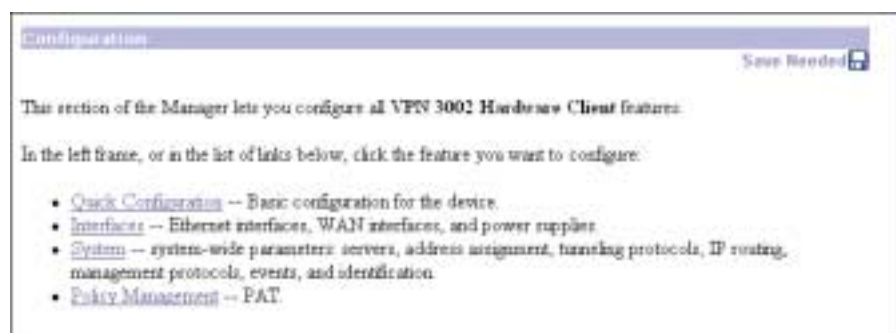 Configuration
Save Needed
This section of the Manager lets you configure all VPN 3002 Hardware Client features.
In the left frame, or in the list of links below, click the feature you want to configure:
• Quick Configuration -- Basic configuration for the device.
• Interfaces -- Ethernet interfaces, WAN interfaces, and power supplies.
• System -- system-wide parameters: servers, address assignment, tunneling protocols, IP routing,
management protocols, events, and identification.
• Policy Management -- PAT.